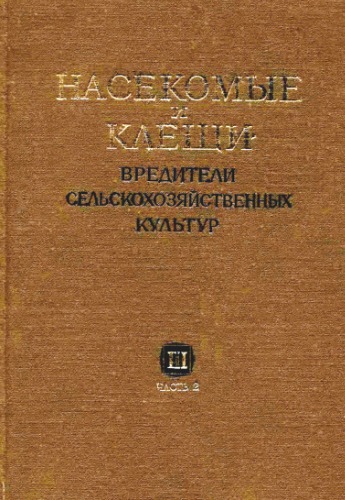 НАСЕКОМЫЕ
И
КЛЕЩИ
ВРЕДИТЕЛИ
СЕЛЬСКОХОЗЯЙСТВЕННЫХ
КУЛЬТУР
III
ЧАСТЬ 2